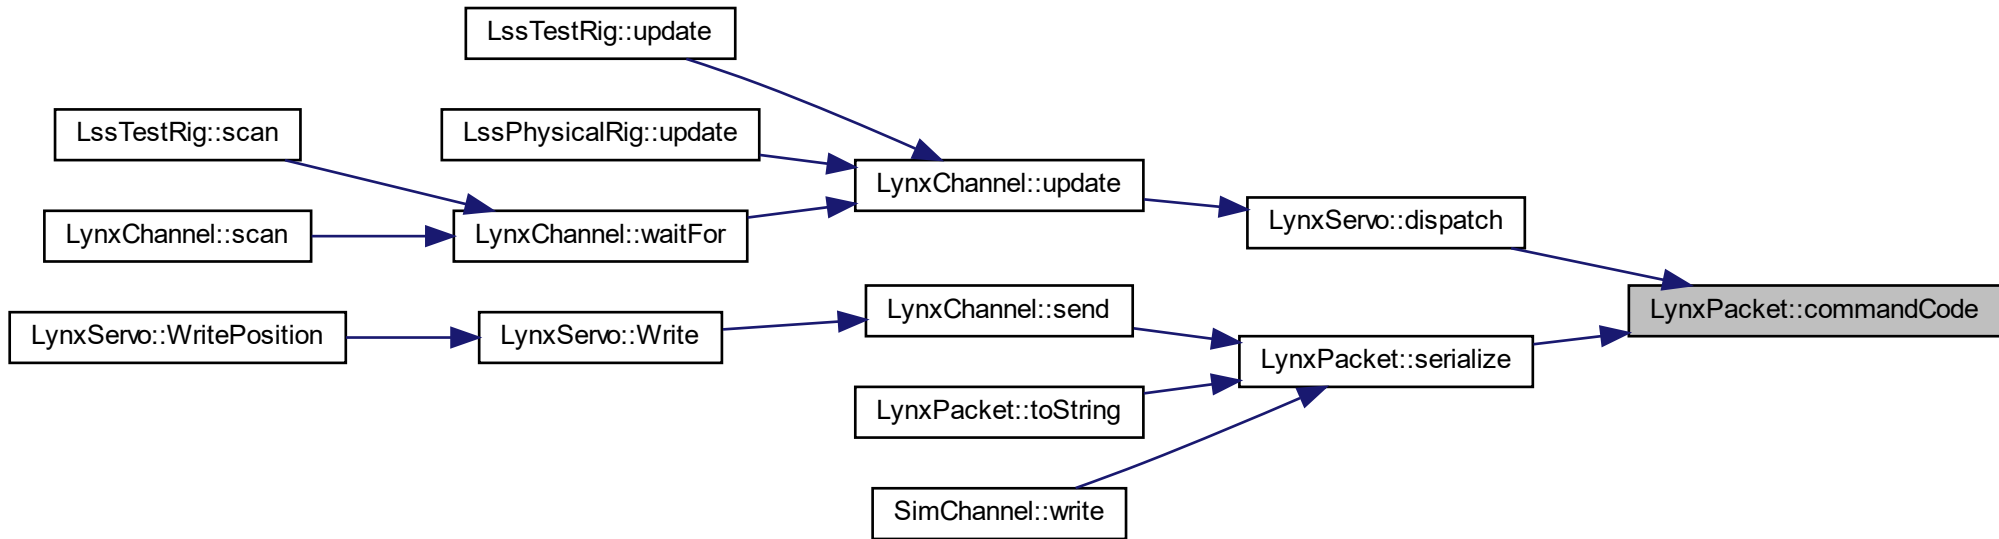 LssTestRig::update
LssTestRig::scan
LssPhysicalRig::update
LynxChannel::update
LynxChannel::scan
LynxChannel::waitFor
LynxServo::dispatch
LynxPacket::commandCode
LynxServo::WritePosition
LynxServo::Write
LynxChannel::send
LynxPacket::serialize
LynxPacket::toString
SimChannel::write